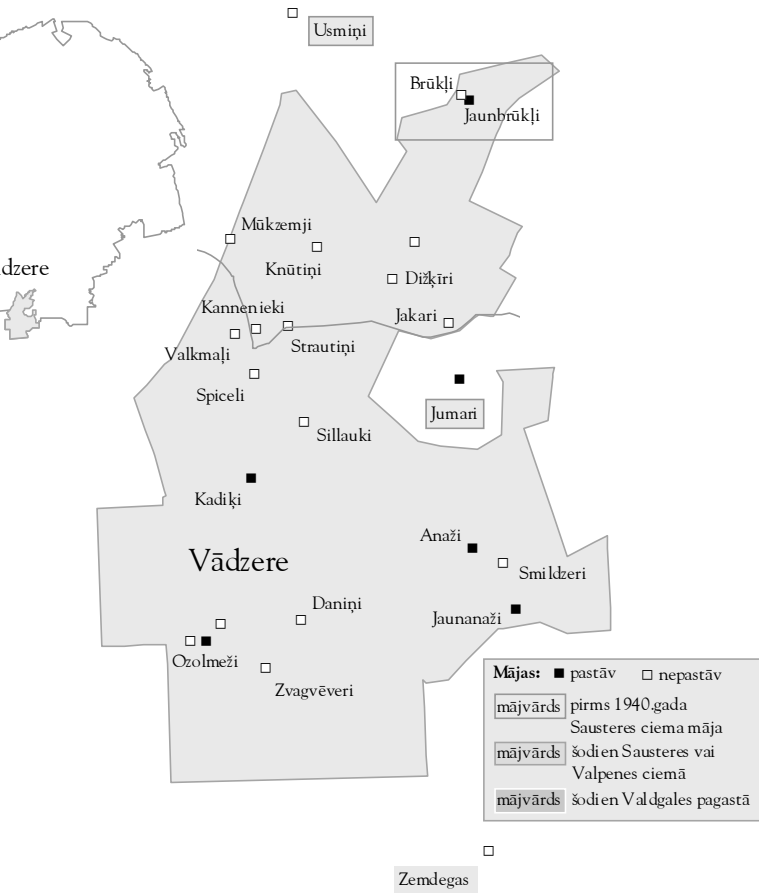 Usmiņi
Brūkļi
Jaunbrūkļi
Mūkzemji
Knūtiņi
Dižķīri
dzere
Kannenieki
Jakari
Valkmaļi
Strautiņi
Spiceli
Jumari
Sillauki
Kadiķi
Anaži
Vādzere
Smildzeri
Daniņi
Jaunanaži
Ozolmeži
Zvagvēveri
Mājas: pastāv nepastāv
mājvārds pirms 1940.gada
Sausteres ciema māja
mājvārds šodien Sausteres vai
Valpenes ciemā
mājvārds šodien Valdgales pagastā
Zemdegas